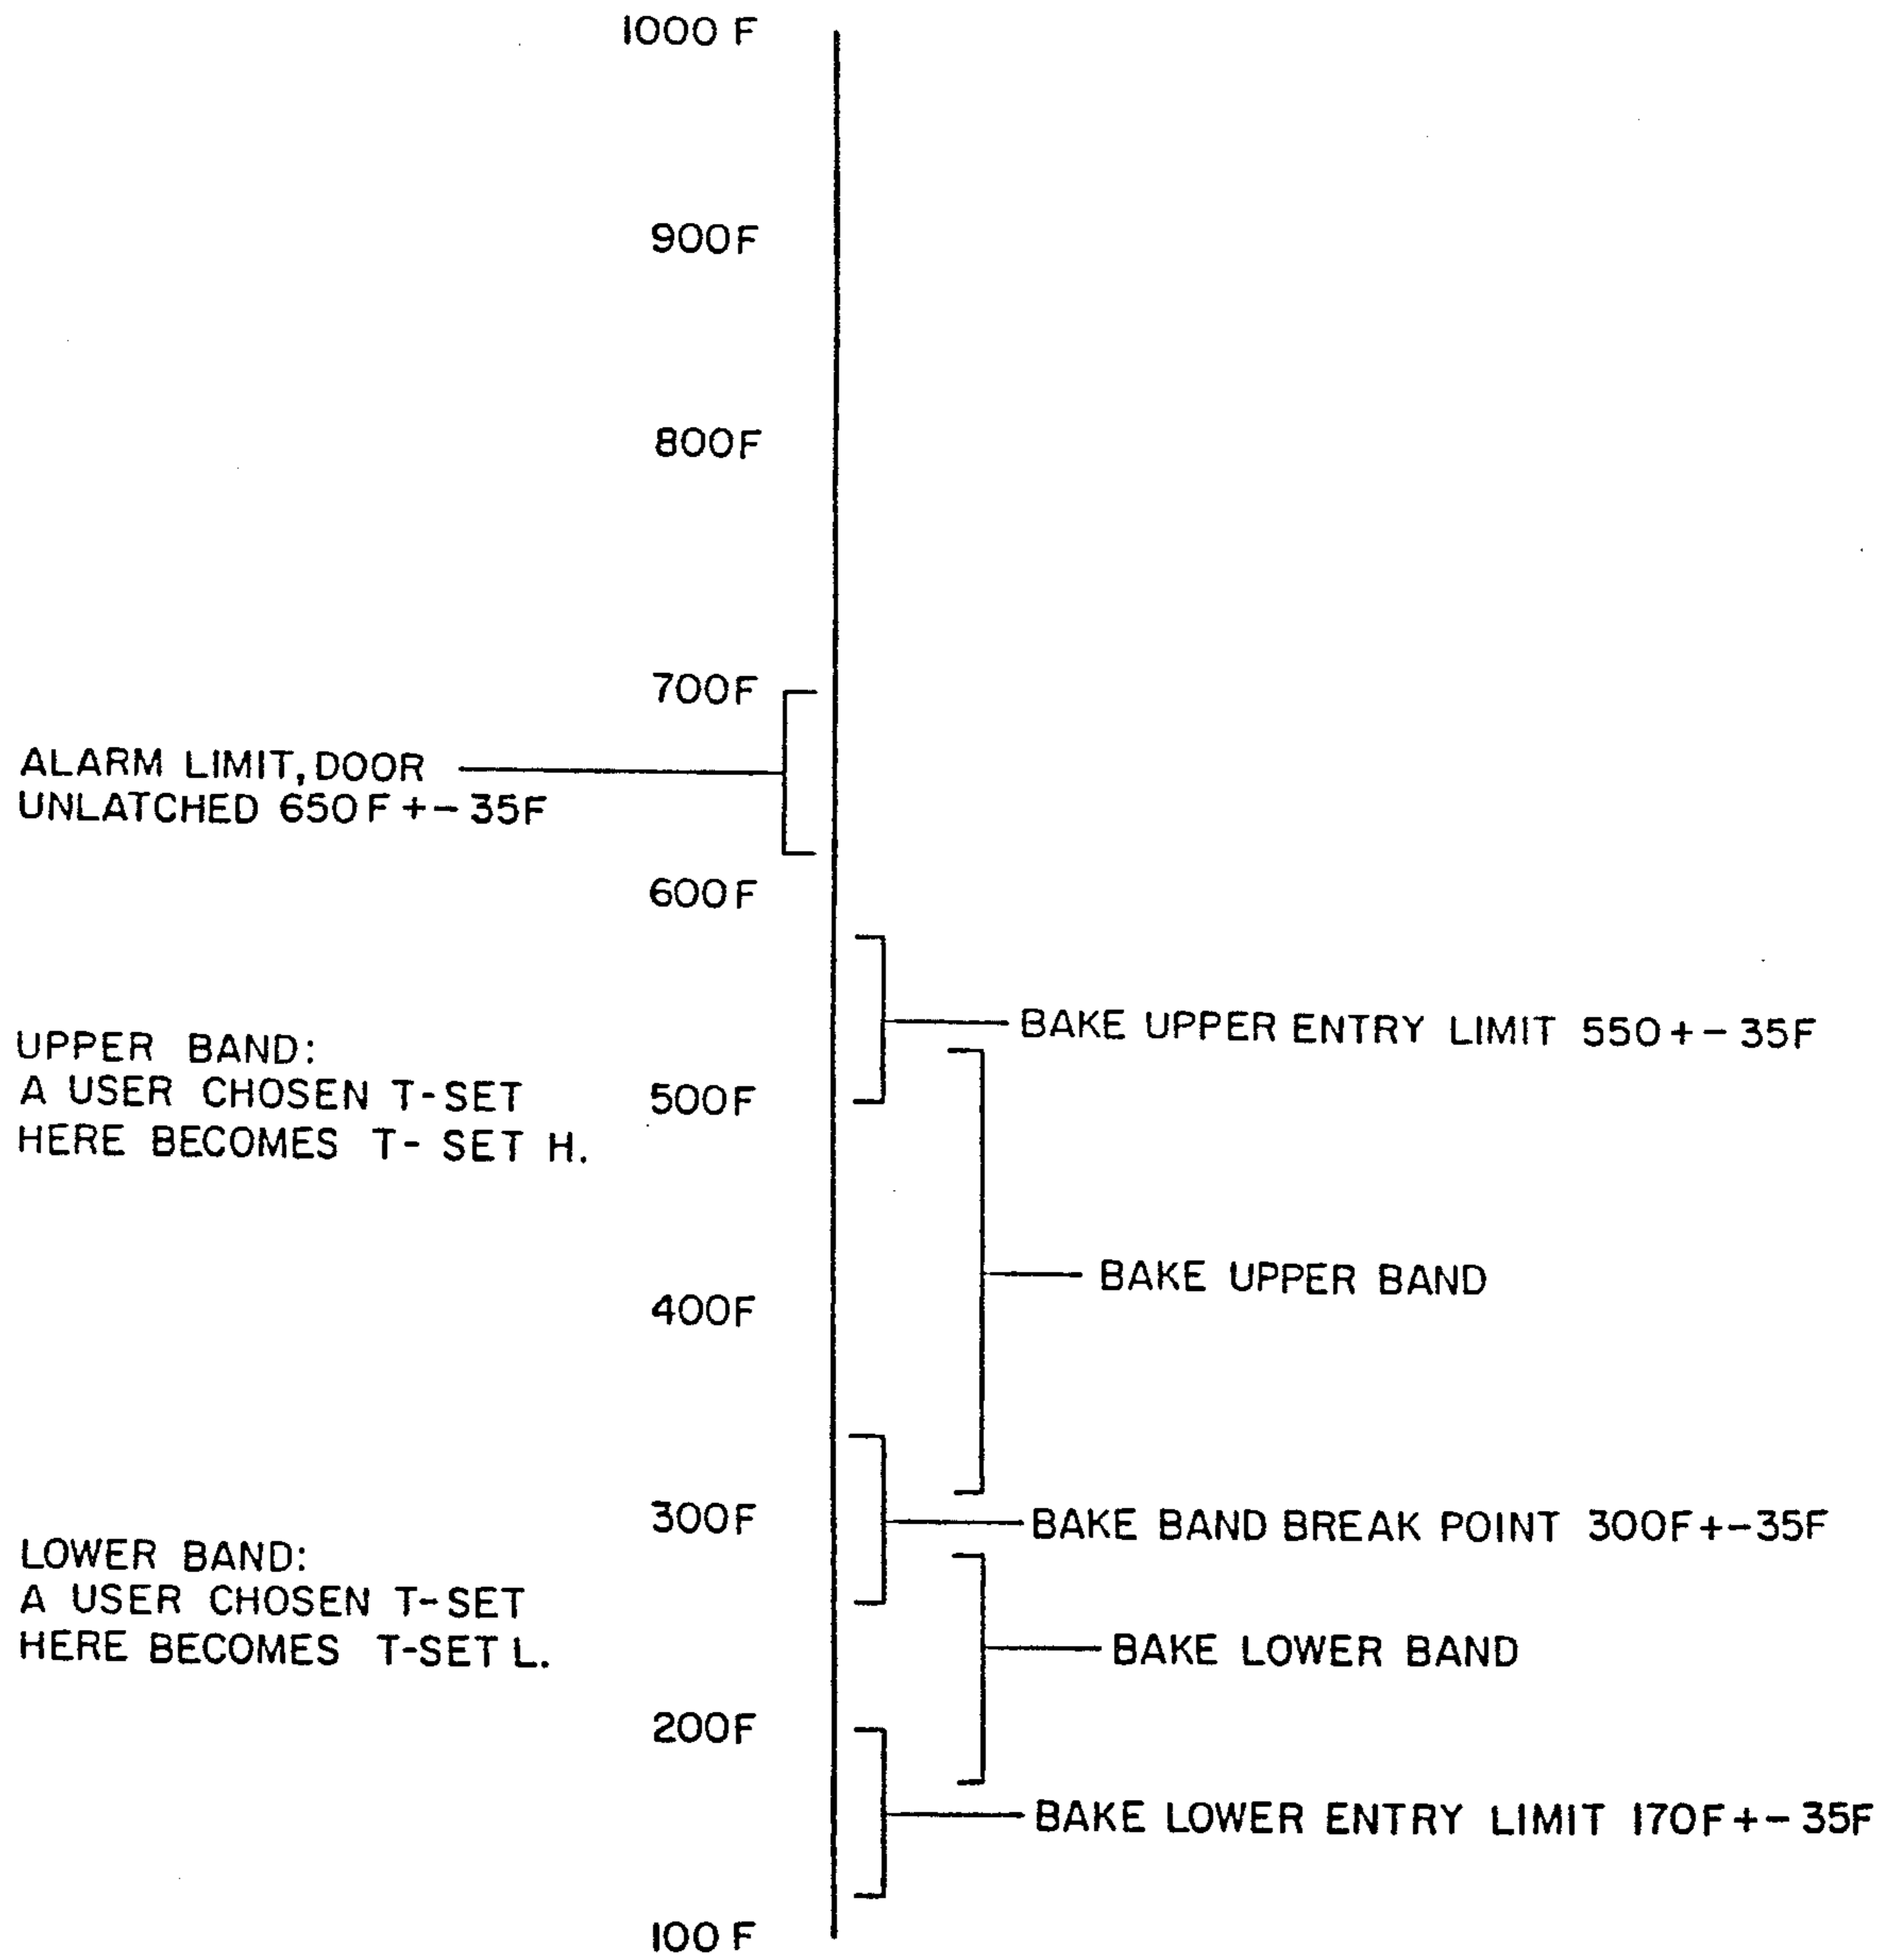 1000 F
900F
800F
700F
ALARM LIMIT, DOOR
UNLATCHED 650F +- 35F
600F
BAKE UPPER ENTRY LIMIT 550 +- 35F
UPPER BAND:
A USER CHOSEN T-SET
HERE BECOMES T- SET H.
500F
BAKE UPPER BAND
400F
300F
BAKE BAND BREAK POINT 300F +-35F
LOWER BAND:
A USER CHOSEN T-SET
HERE BECOMES T-SET L.
BAKE LOWER BAND
200F
BAKE LOWER ENTRY LIMIT 170F +- 35F
100 F